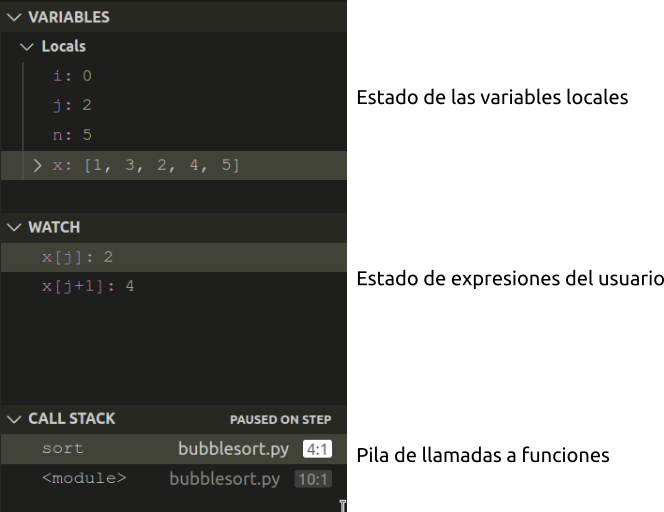 VARIABLES
Locals
i: 0
j: 2
Estado de las variables locales
n: 5
x: [1, 3, 2, 4, 5]
WATCH
x[j]: 2
Estado de expresiones del usuario
x[j+1]: 4
CALL STACK PAUSED ON STEP
sort bubblesort.py 4:1
Pila de llamadas a funciones
<module> bubblesort.py 10:1